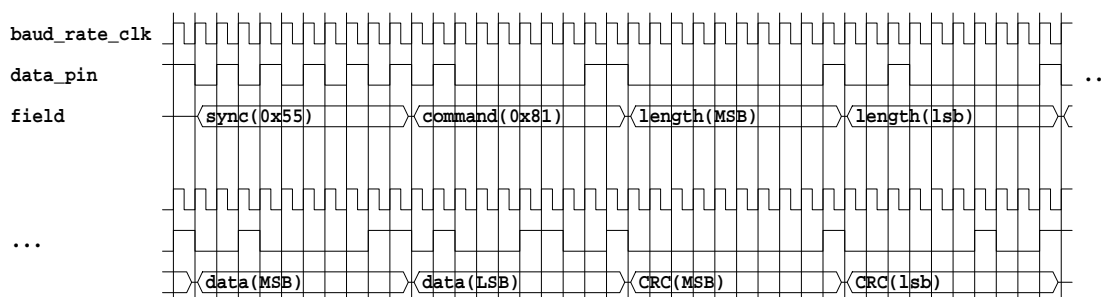 baud_rate_clk
data_pin ..
field sync(0x55) command(0x81) length(MSB) length(lsb)
...
data(MSB) data(LSB) CRC(MSB) CRC(lsb)